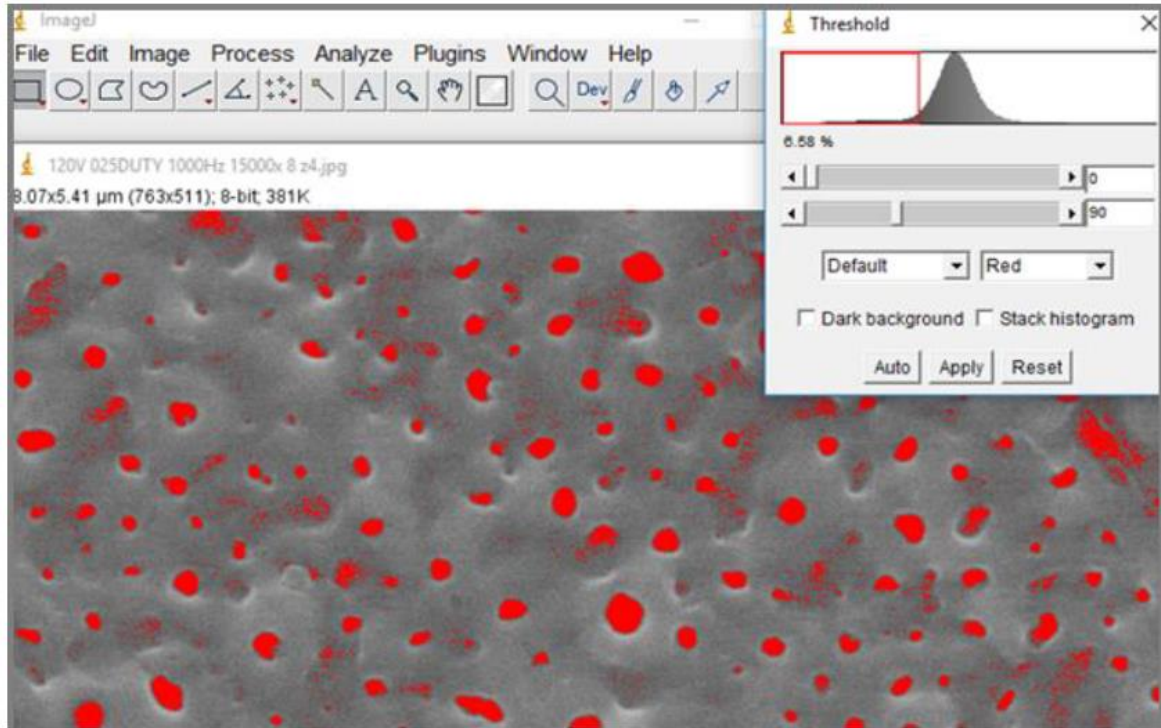 ImageJ
File Edit Image Process Analyze Plugins Window Help
A Dev
120V 025DUTY 1000Hz 15000x 8 z4.jpg
8.07x5.41 µm (763x511); 8-bit; 381K
Threshold
6.58 %
0
90
Default Red
Dark background Stack histogram
Auto Apply Reset